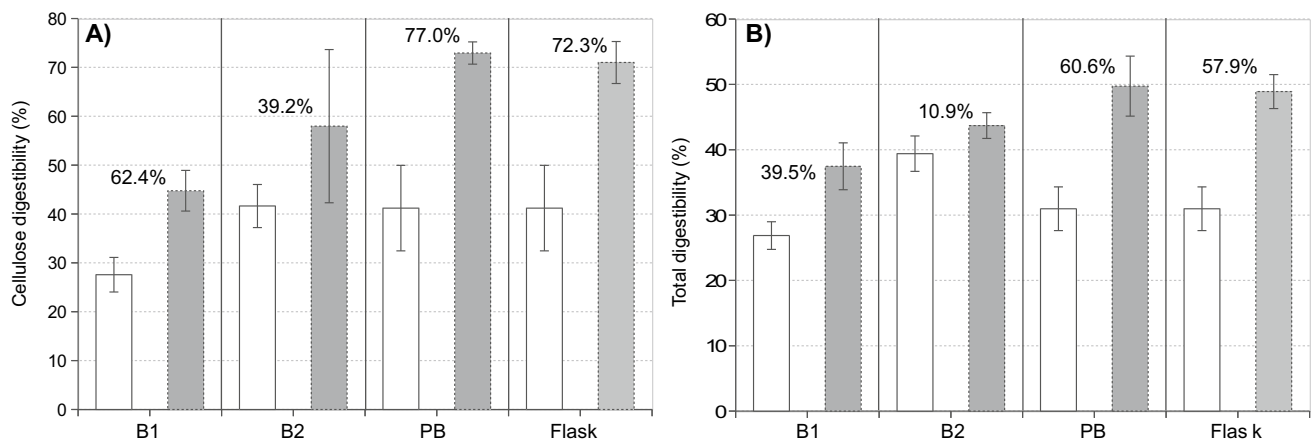 A)
Cellulose digestibility (%)
80
70
60
50
40
30
20
10
0
62.4%
39.2%
77.0%
72.3%
B1
B2
PB
Flask
B)
Total digestibility (%)
60
50
40
30
20
10
0
39.5%
10.9%
60.6%
57.9%
B1
B2
PB
Flas k